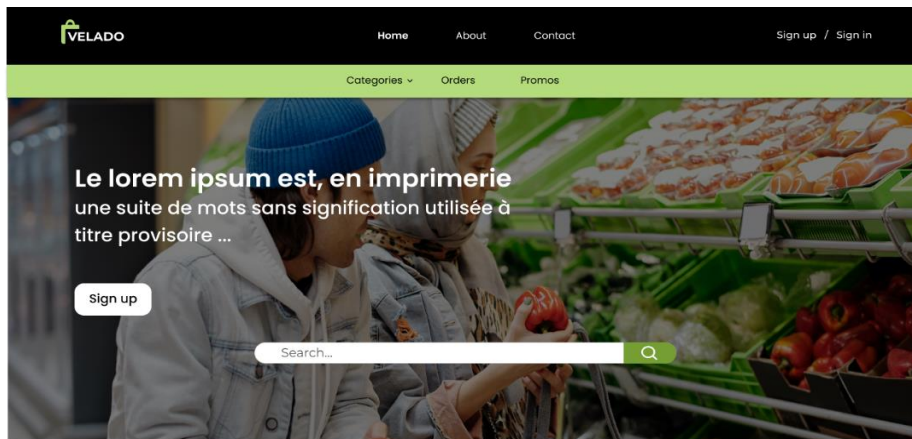 VELADO
Home About Contact Sign up / Sign in
Categories Orders Promos
Le lorem ipsum est, en imprimerie
une suite de mots sans signification utilisée à
titre provisoire ...
Sign up
Search...